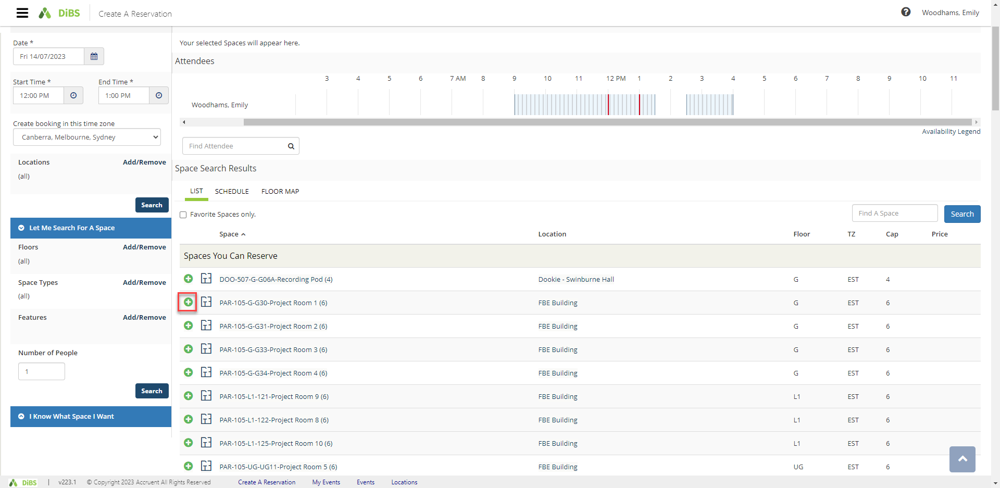 DiBS
Create A Reservation
Woodhams, Emily
Date *
Fri 14/07/2023
Start Time *
End Time *
12:00 PM
1:00 PM
Create booking in this time zone
Canberra, Melbourne, Sydney
Locations
Add/Remove
(all)
Search
Let Me Search For A Space
Floors
Add/Remove
(all)
Space Types
Add/Remove
(all)
Features
Add/Remove
Number of People
1
Search
I Know What Space I Want
Your selected Spaces will appear here.
Attendees
3 4 5 6 7 AM 8 9 10 11 12 PM 1 2 3 4 5 6 7 8 9 10 11
Woodhams, Emily
Availability Legend
Find Attendee
Space Search Results
LIST SCHEDULE FLOOR MAP
Favorite Spaces only.
Find A Space
Search
Space Location Floor TZ Cap Price
Spaces You Can Reserve
DOO-507-G-G06A-Recording Pod (4) Dookie - Swinburne Hall G EST 4
PAR-105-G-G30-Project Room 1 (6) FBE Building G EST 6
PAR-105-G-G31-Project Room 2 (6) FBE Building G EST 6
PAR-105-G-G33-Project Room 3 (6) FBE Building G EST 6
PAR-105-G-G34-Project Room 4 (6) FBE Building G EST 6
PAR-105-L1-121-Project Room 9 (6) FBE Building L1 EST 6
PAR-105-L1-122-Project Room 8 (6) FBE Building L1 EST 6
PAR-105-L1-125-Project Room 10 (6) FBE Building L1 EST 6
PAR-105-UG-UG11-Project Room 5 (6) FBE Building UG EST 6
DiBS | v223.1 © Copyright 2023 Accruent All Rights Reserved Create A Reservation My Events Events Locations